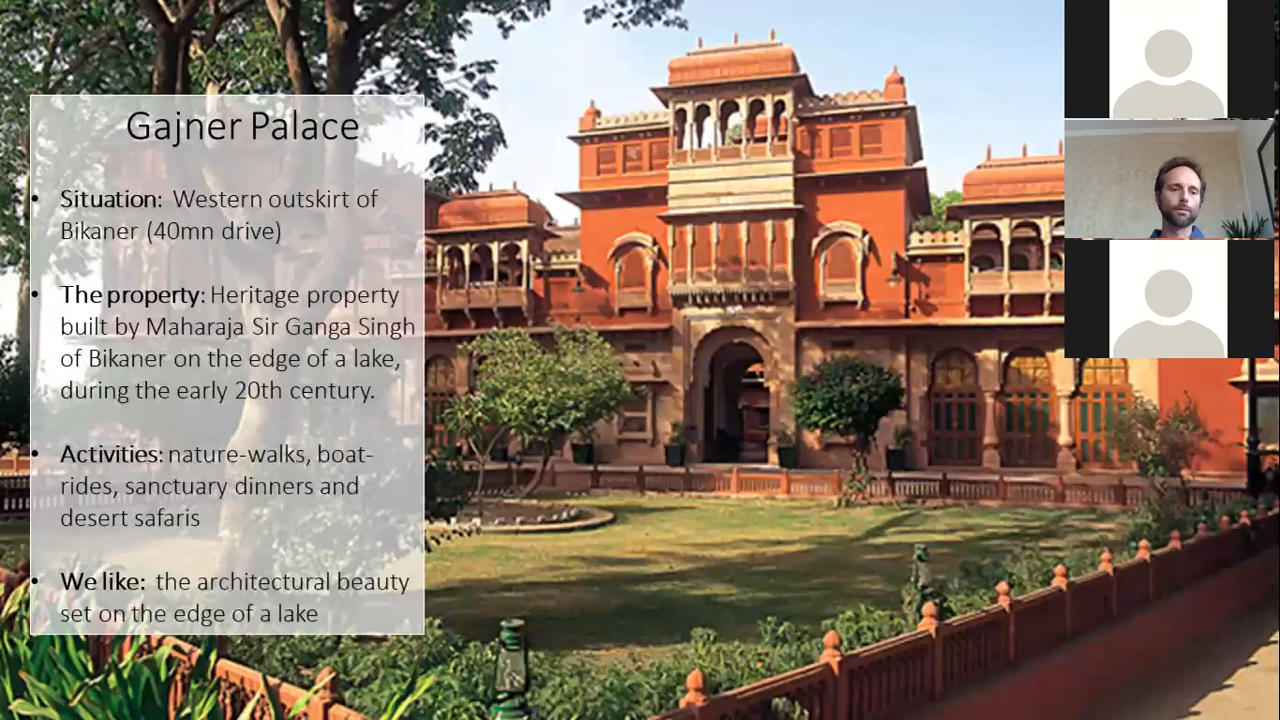 Gajner Palace
• Situation: Western outskirt of
Bikaner (40mn drive)
• The property: Heritage property
built by Maharaja Sir Ganga Singh
of Bikaner on the edge of a lake,
during the early 20th century.
• Activities: nature-walks, boat-
rides, sanctuary dinners and
desert safaris
• We like: the architectural beauty
set on the edge of a lake